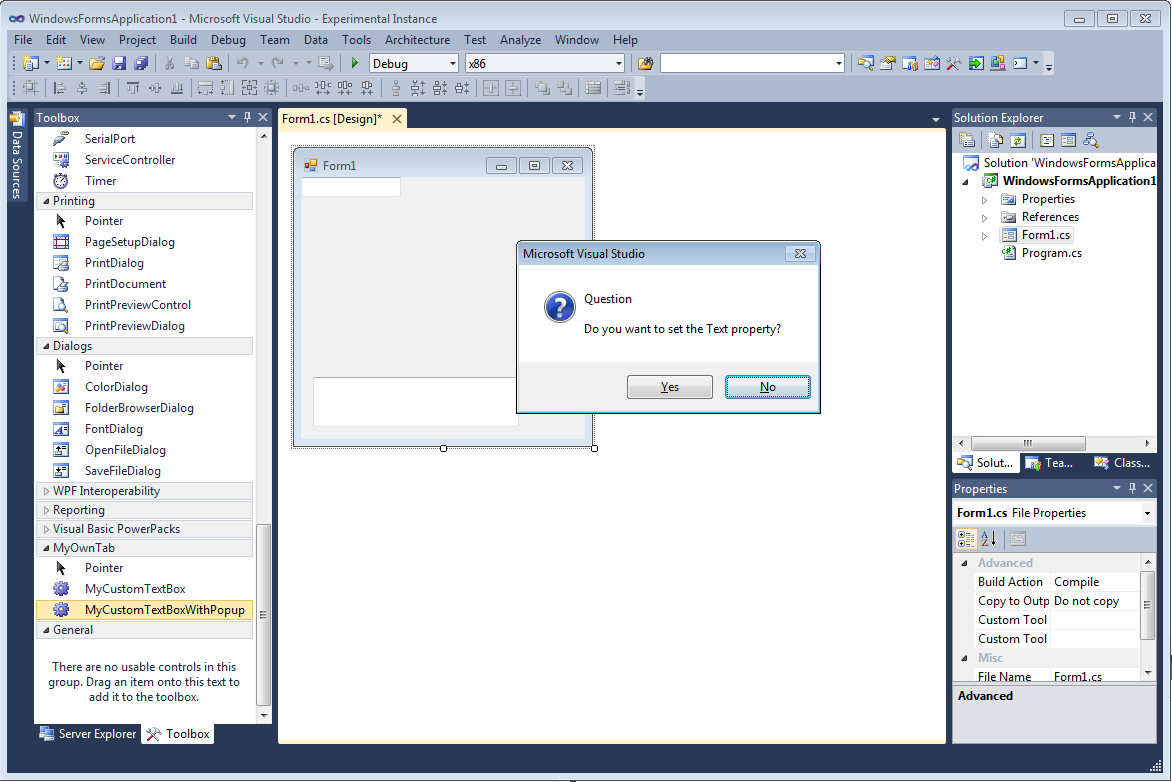 WindowsFormsApplication1 - Microsoft Visual Studio - Experimental Instance
File Edit View Project Build Debug Team Data Tools Architecture Test Analyze Window Help
Debug x86
Data Sources
Toolbox
SerialPort
ServiceController
Timer
Printing
Pointer
PageSetupDialog
PrintDialog
PrintDocument
PrintPreviewControl
PrintPreviewDialog
Dialogs
Pointer
ColorDialog
FolderBrowserDialog
FontDialog
OpenFileDialog
SaveFileDialog
WPF Interoperability
Reporting
Visual Basic PowerPacks
MyOwnTab
Pointer
MyCustomTextBox
MyCustomTextBoxWithPopup
General
There are no usable controls in this
group. Drag an item onto this text to
add it to the toolbox.
Server Explorer Toolbox
Form1.cs [Design]*
Form1
Microsoft Visual Studio
Question
Do you want to set the Text property?
Yes No
Solution Explorer
Solution 'WindowsFormsApplica
WindowsFormsApplication1
Properties
References
Form1.cs
Program.cs
Solut... Tea... Class...
Properties
Form1.cs File Properties
Advanced
Build Action Compile
Copy to Outp Do not copy
Custom Tool
Custom Tool
Misc
File Name Form1.cs
Advanced